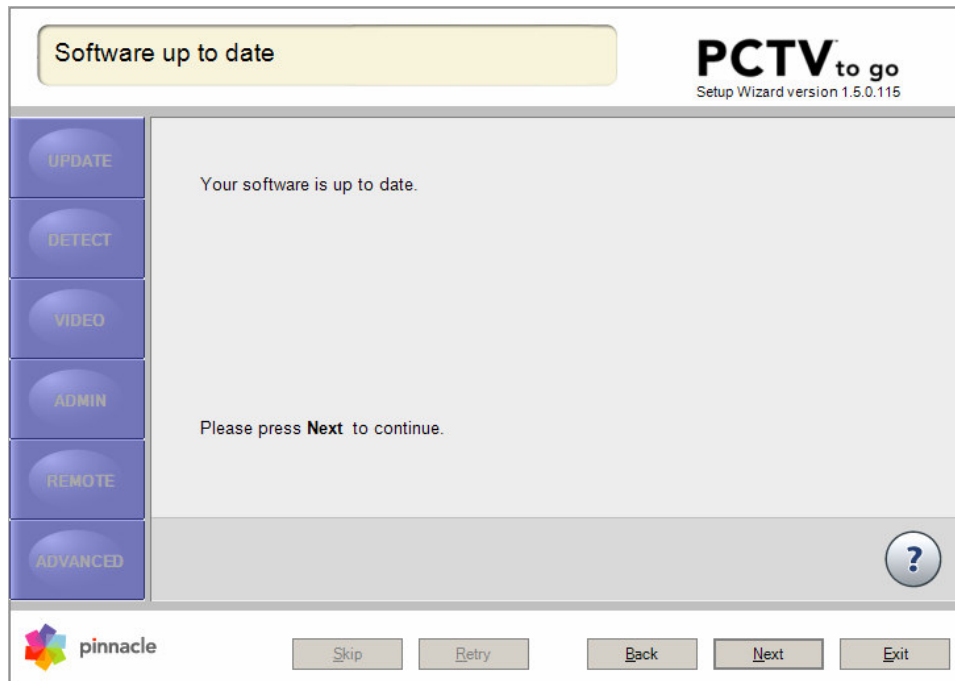 Software up to date
PCTV™ to go
Setup Wizard version 1.5.0.115
UPDATE
DETECT
VIDEO
ADMIN
REMOTE
ADVANCED
Your software is up to date.
Please press Next to continue.
?
pinnacle
Skip
Retry
Back
Next
Exit